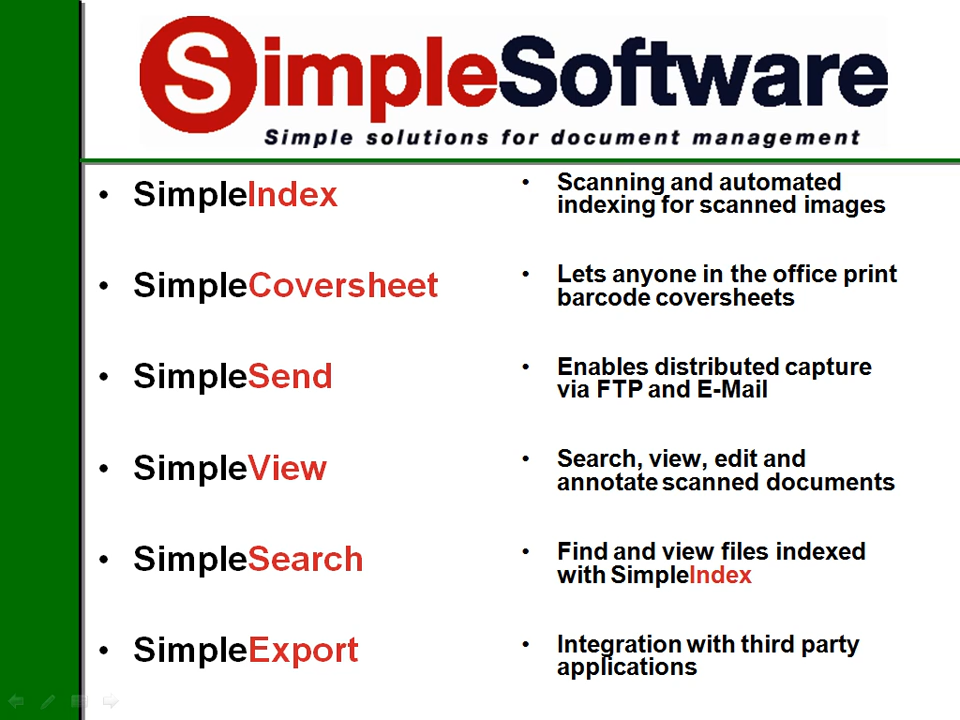 SimpleSoftware
Simple solutions for document management
• SimpleIndex
• Scanning and automated
indexing for scanned images
• SimpleCoversheet
• Lets anyone in the office print
barcode coversheets
• SimpleSend
• Enables distributed capture
via FTP and E-Mail
• SimpleView
• Search, view, edit and
annotate scanned documents
• SimpleSearch
• Find and view files indexed
with SimpleIndex
• SimpleExport
• Integration with third party
applications